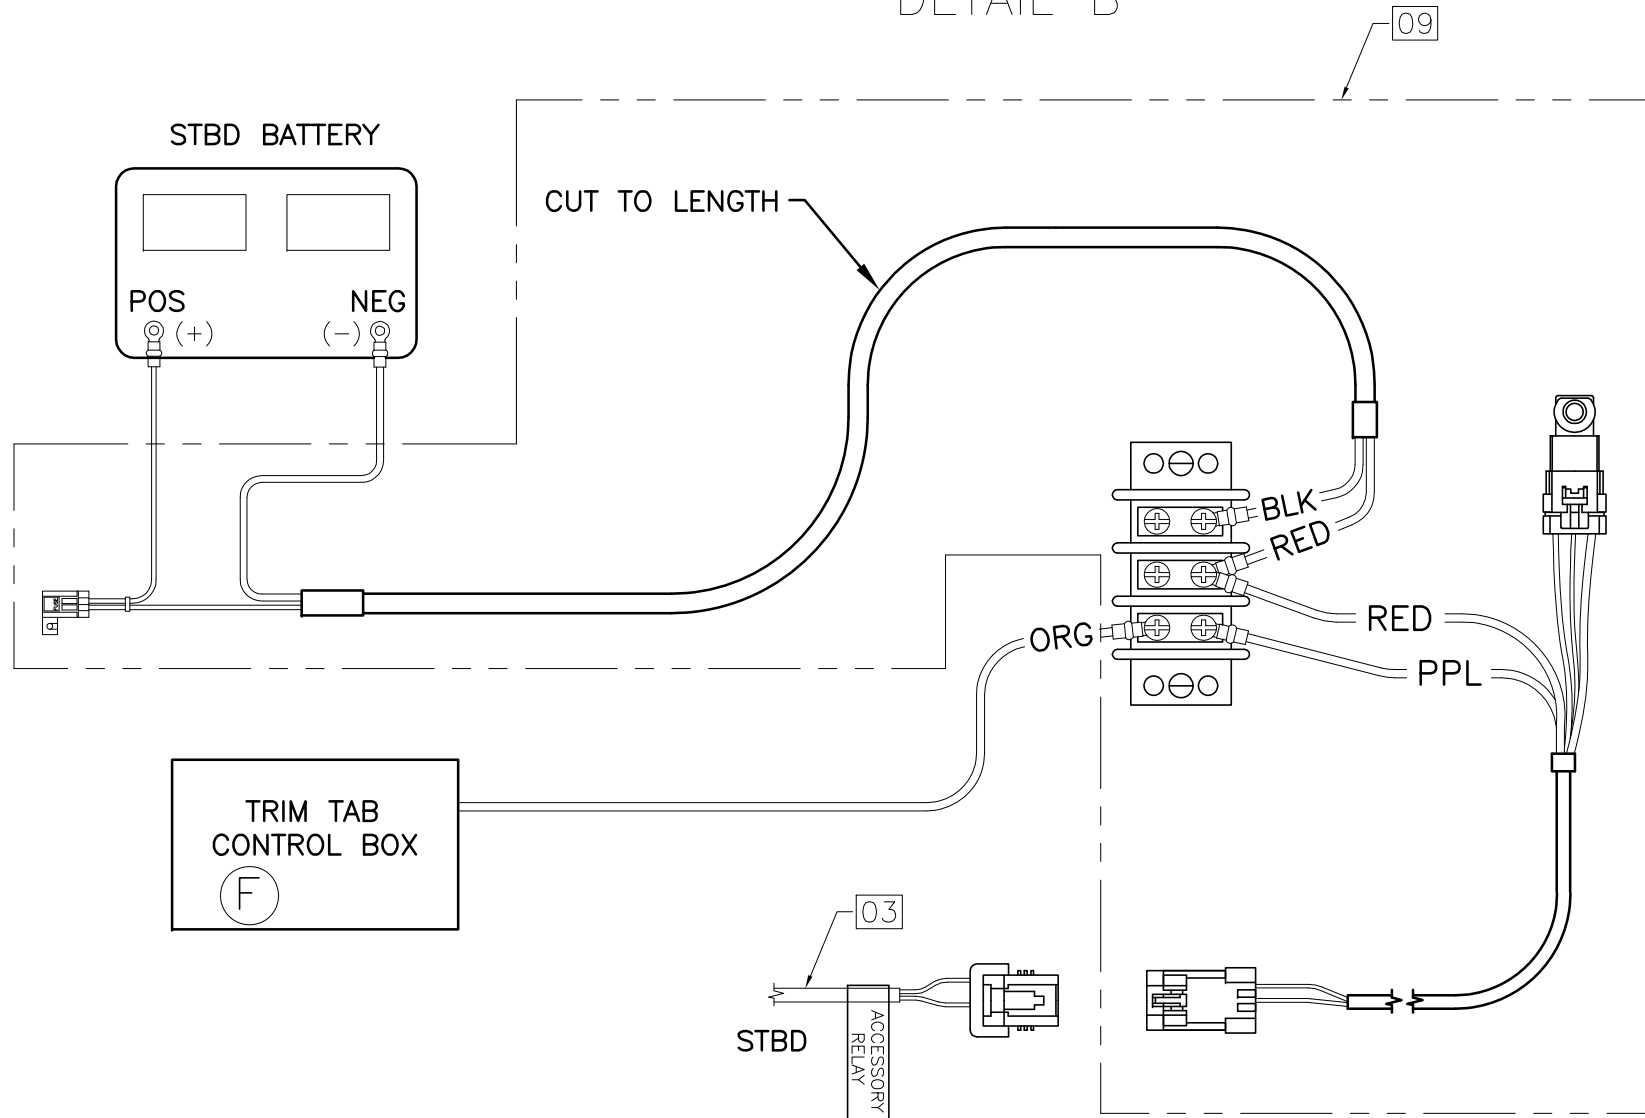 DETAIL B
09
STBD BATTERY
CUT TO LENGTH
POS
NEG
(+)
(-)
BLK
RED
FUSE
RED
ORG
PPL
TRIM TAB
CONTROL BOX
F
03
STBD
ACCESSORY
RELAY